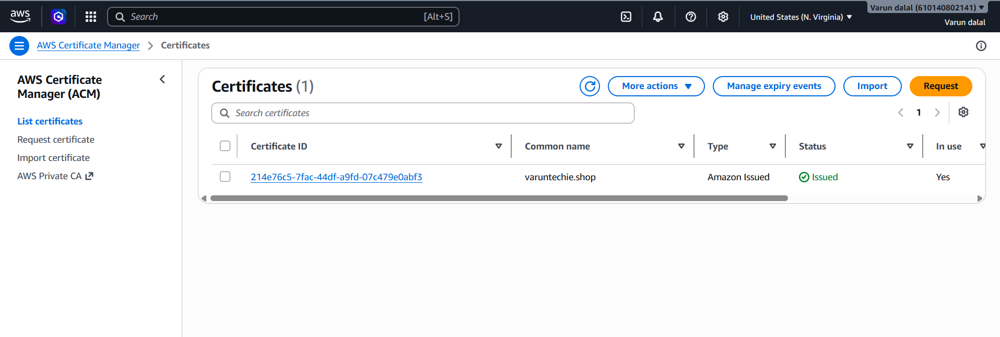 aws
Search
[Alt+S]
United States (N. Virginia)
Varun dalal (610140802141)
Varun dalal
AWS Certificate Manager
Certificates
AWS Certificate
Manager (ACM)
List certificates
Request certificate
Import certificate
AWS Private CA
Certificates (1)
More actions
Manage expiry events
Import
Request
Search certificates
1
Certificate ID
Common name
Type
Status
In use
214e76c5-7fac-44df-a9fd-07c479e0abf3
varuntechie.shop
Amazon Issued
Issued
Yes